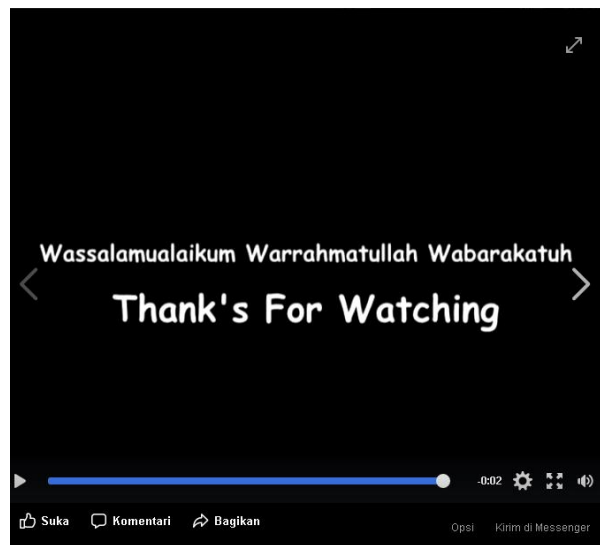 Wassalamualaikum Warrahmatullah Wabarakatuh
Thank's For Watching
-0:02
Suka Komentari Bagikan
Opsi Kirim di Messenger